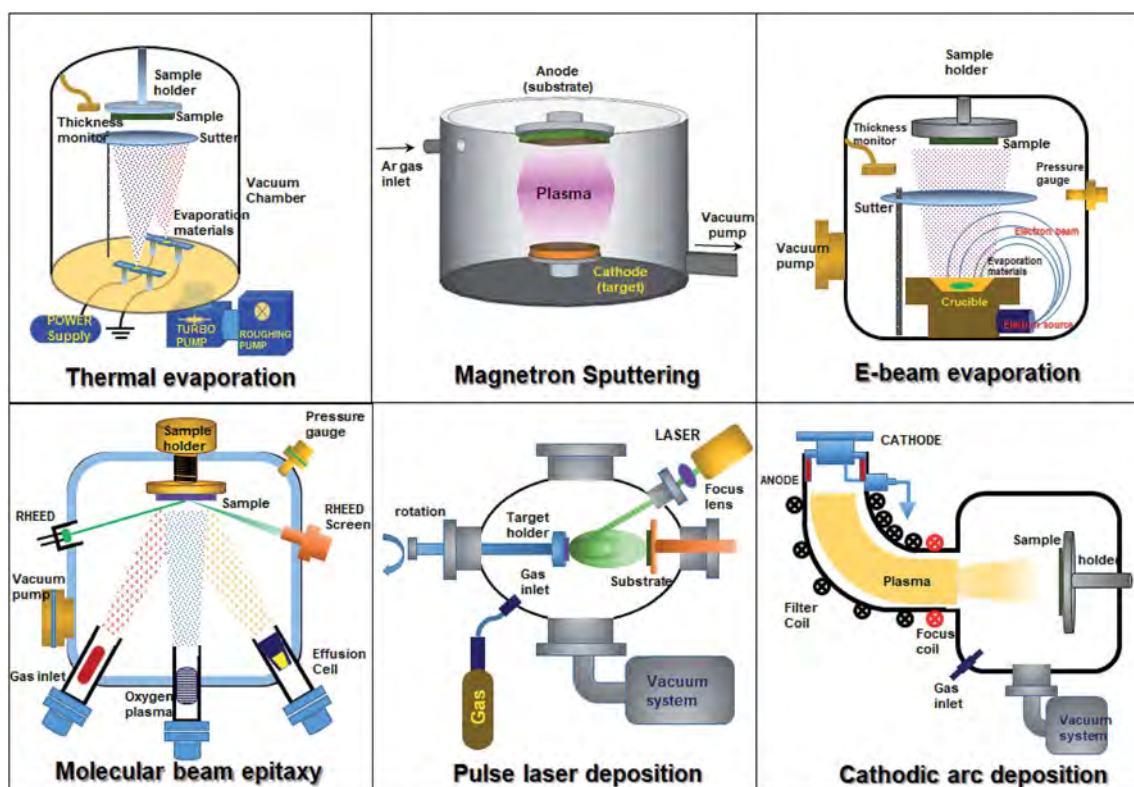 Sample
holder
Sample
Thickness
monitor
Sutter
Vacuum
Chamber
Evaporation
materials
POWER
Supply
TURBO
PUMP
ROUGHING
PUMP
Thermal evaporation
Anode
(substrate)
Ar gas
inlet
Plasma
Vacuum
pump
Cathode
(target)
Magnetron Sputtering
Sample
holder
Thickness
monitor
Sample
Pressure
gauge
Sutter
Vacuum
pump
Electron beam
Evaporation
materials
Crucible
Electron source
E-beam evaporation
Sample
holder
Pressure
gauge
Sample
RHEED
RHEED
Screen
Vacuum
pump
Gas inlet
Oxygen
plasma
Effusion
Cell
Molecular beam epitaxy
LASER
Focus
lens
rotation
Target
holder
Gas
inlet
Substrate
Gas
Vacuum
system
Pulse laser deposition
CATHODE
ANODE
Sample
holder
Plasma
Filter
Coil
Focus
coil
Gas
inlet
Vacuum
system
Cathodic arc deposition